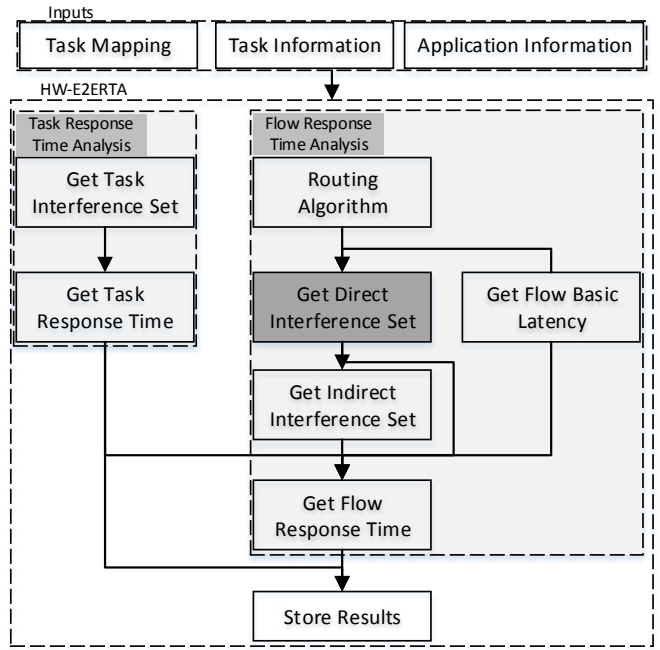 Inputs
Task Mapping
Task Information
Application Information
HW-E2ERTA
Task Response
Time Analysis
Get Task
Interference Set
Get Task
Response Time
Flow Response
Time Analysis
Routing
Algorithm
Get Direct
Interference Set
Get Flow Basic
Latency
Get Indirect
Interference Set
Get Flow
Response Time
Store Results